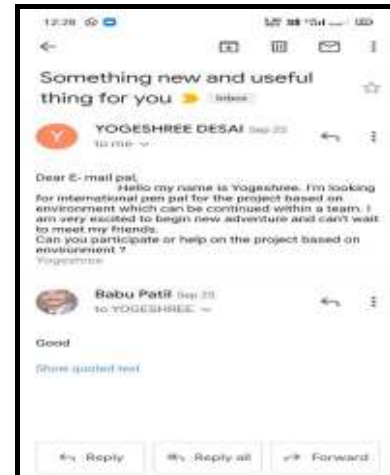 12:28
Something new and useful
thing for you Inbox
Y
YOGESHREE DESAI Sep 23
to me
Dear E- mail pal,
Hello my name is Yogeshree. I'm looking
for international pen pal for the project based on
environment which can be continued within a team. I
am very excited to begin new adventure and can't wait
to meet my friends.
Can you participate or help on the project based on
environment ?
Yogeshree
Babu Patil Sep 23
to YOGESHREE
Good
Show quoted text
Reply
Reply all
Forward